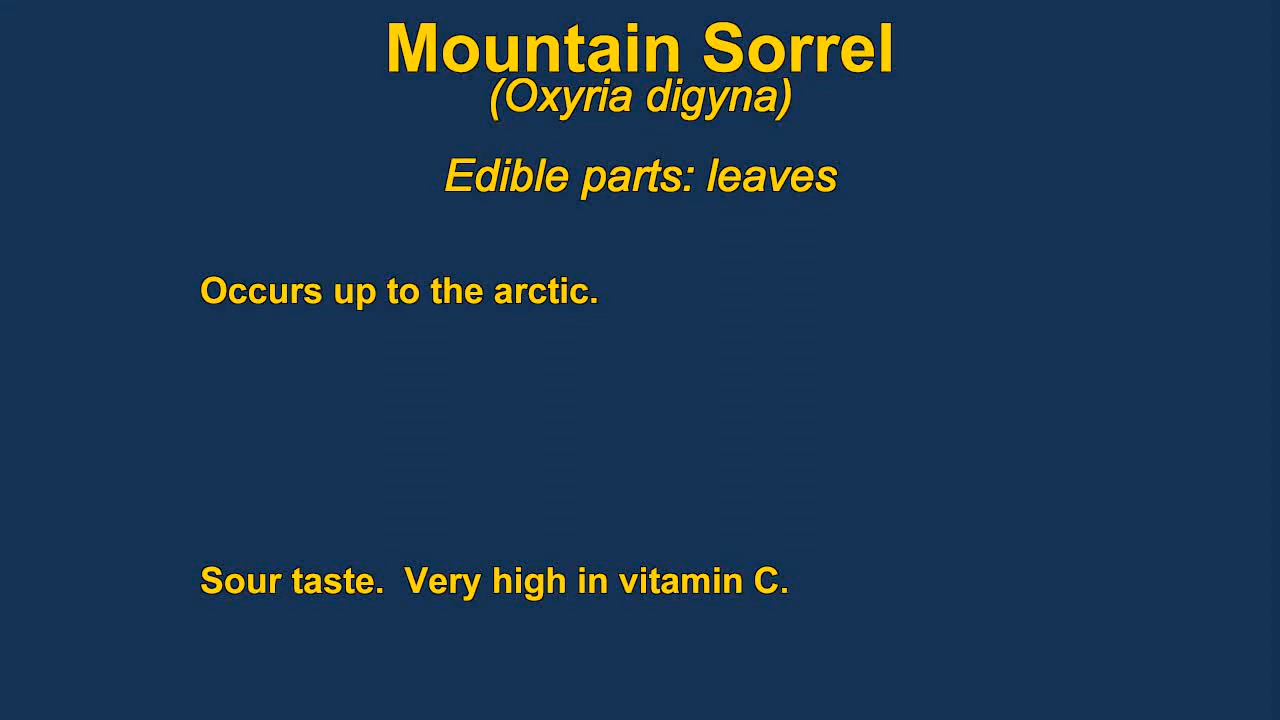 Mountain Sorrel
(Oxyria digyna)
Edible parts: leaves
Occurs up to the arctic.
Sour taste.  Very high in vitamin C.